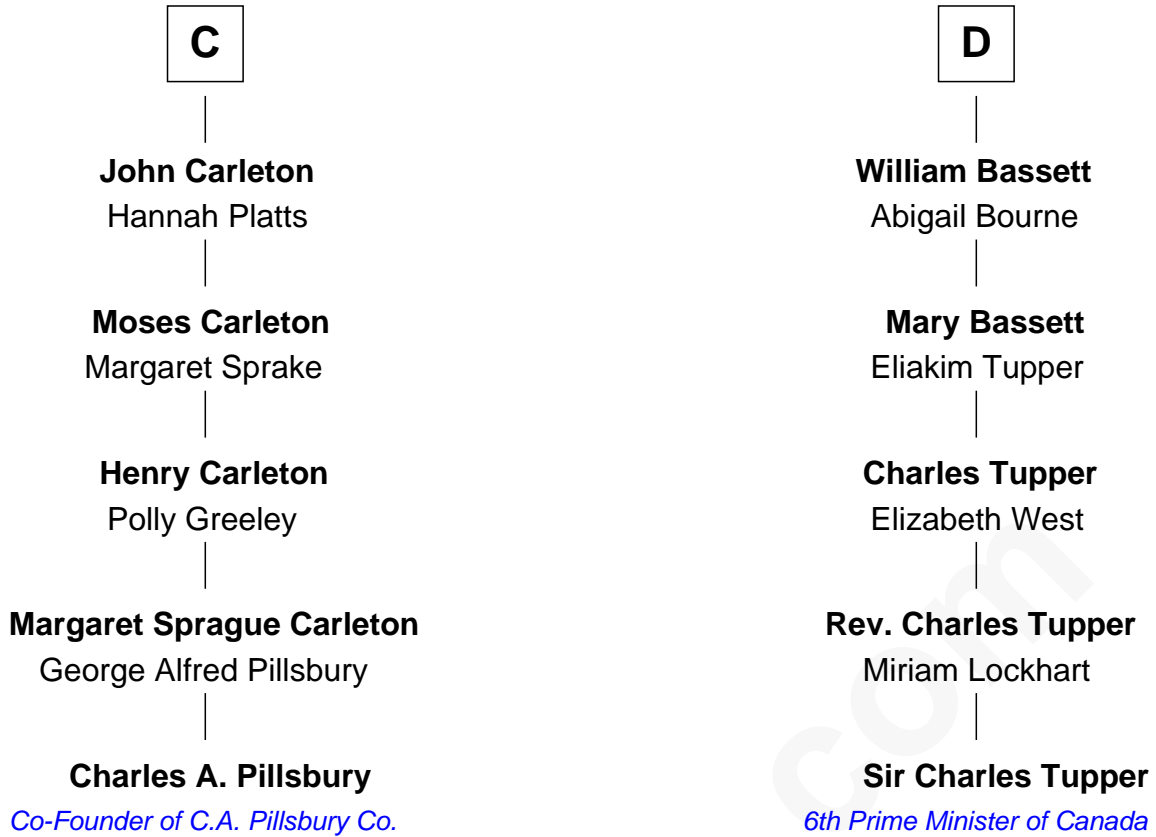 C
John Carleton
Hannah Platts
Moses Carleton
Margaret Sprake
Henry Carleton
Polly Greeley
Margaret Sprague Carleton
George Alfred Pillsbury
Charles A. Pillsbury
Co-Founder of C.A. Pillsbury Co.
D
William Bassett
Abigail Bourne
Mary Bassett
Eliakim Tupper
Charles Tupper
Elizabeth West
Rev. Charles Tupper
Miriam Lockhart
Sir Charles Tupper
6th Prime Minister of Canada
com